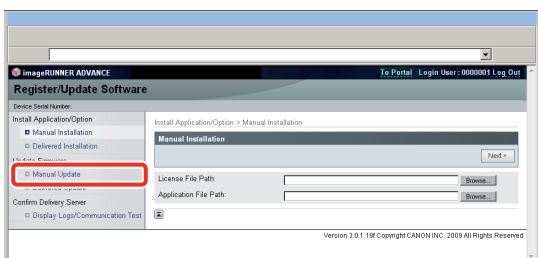 imageRUNNER ADVANCE
To Portal Login User : 0000001 Log Out
Register/Update Software
Device Serial Number:
Install Application/Option
Manual Installation
Delivered Installation
Update Firmware
Manual Update
Delivered Update
Confirm Delivery Server
Display Logs/Communication Test
Install Application/Option > Manual Installation
Manual Installation
Next >
License File Path:
Browse...
Application File Path:
Browse...
Version 3.0.1.19f Copyright CANON INC. 2009 All Rights Reserved